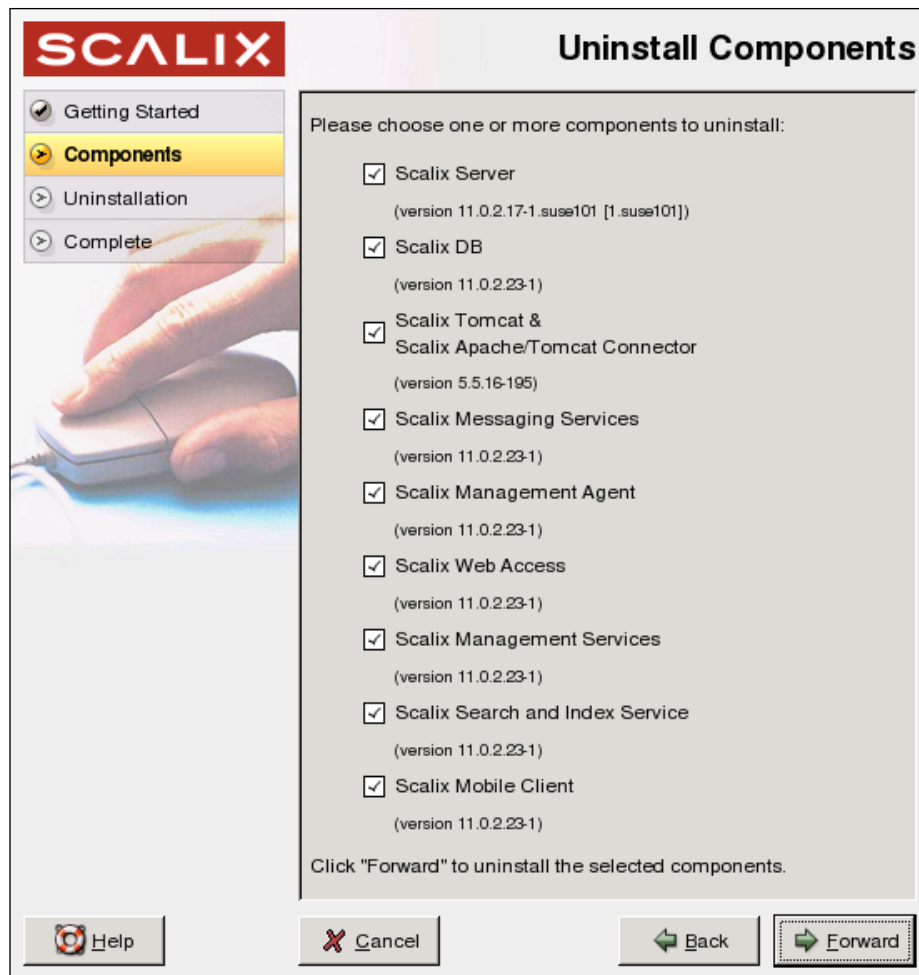 SCALIX
Uninstall Components
Getting Started
Components
Uninstallation
Complete
Please choose one or more components to uninstall:
Scalix Server
(version 11.0.2.17-1.suse101 [1.suse101])
Scalix DB
(version 11.0.2.23-1)
Scalix Tomcat &
Scalix Apache/Tomcat Connector
(version 5.5.16-195)
Scalix Messaging Services
(version 11.0.2.23-1)
Scalix Management Agent
(version 11.0.2.23-1)
Scalix Web Access
(version 11.0.2.23-1)
Scalix Management Services
(version 11.0.2.23-1)
Scalix Search and Index Service
(version 11.0.2.23-1)
Scalix Mobile Client
(version 11.0.2.23-1)
Click "Forward" to uninstall the selected components.
Help
Cancel
Back
Forward